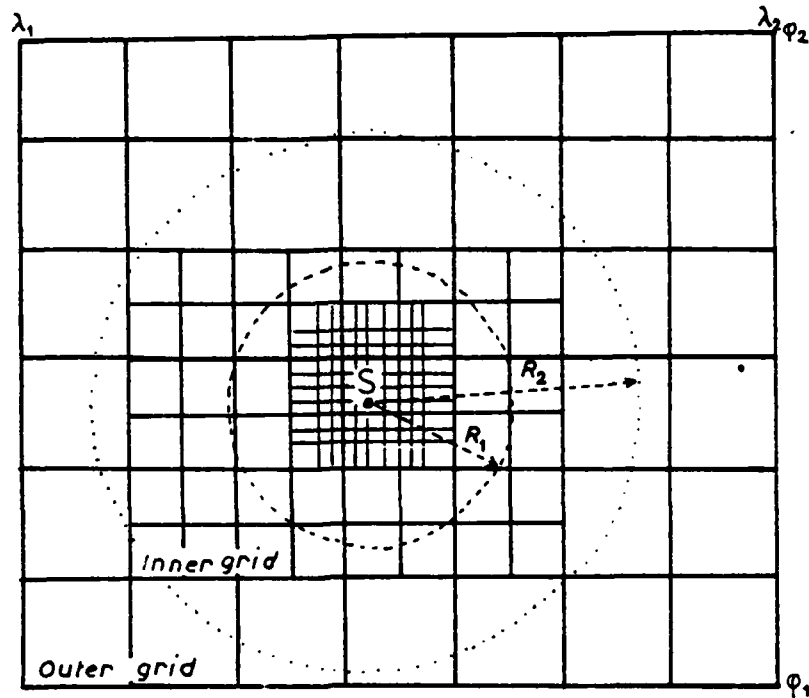 λ₁
λ₂ φ₂
S
R₂
R₁
Inner grid
Outer grid
φ₁